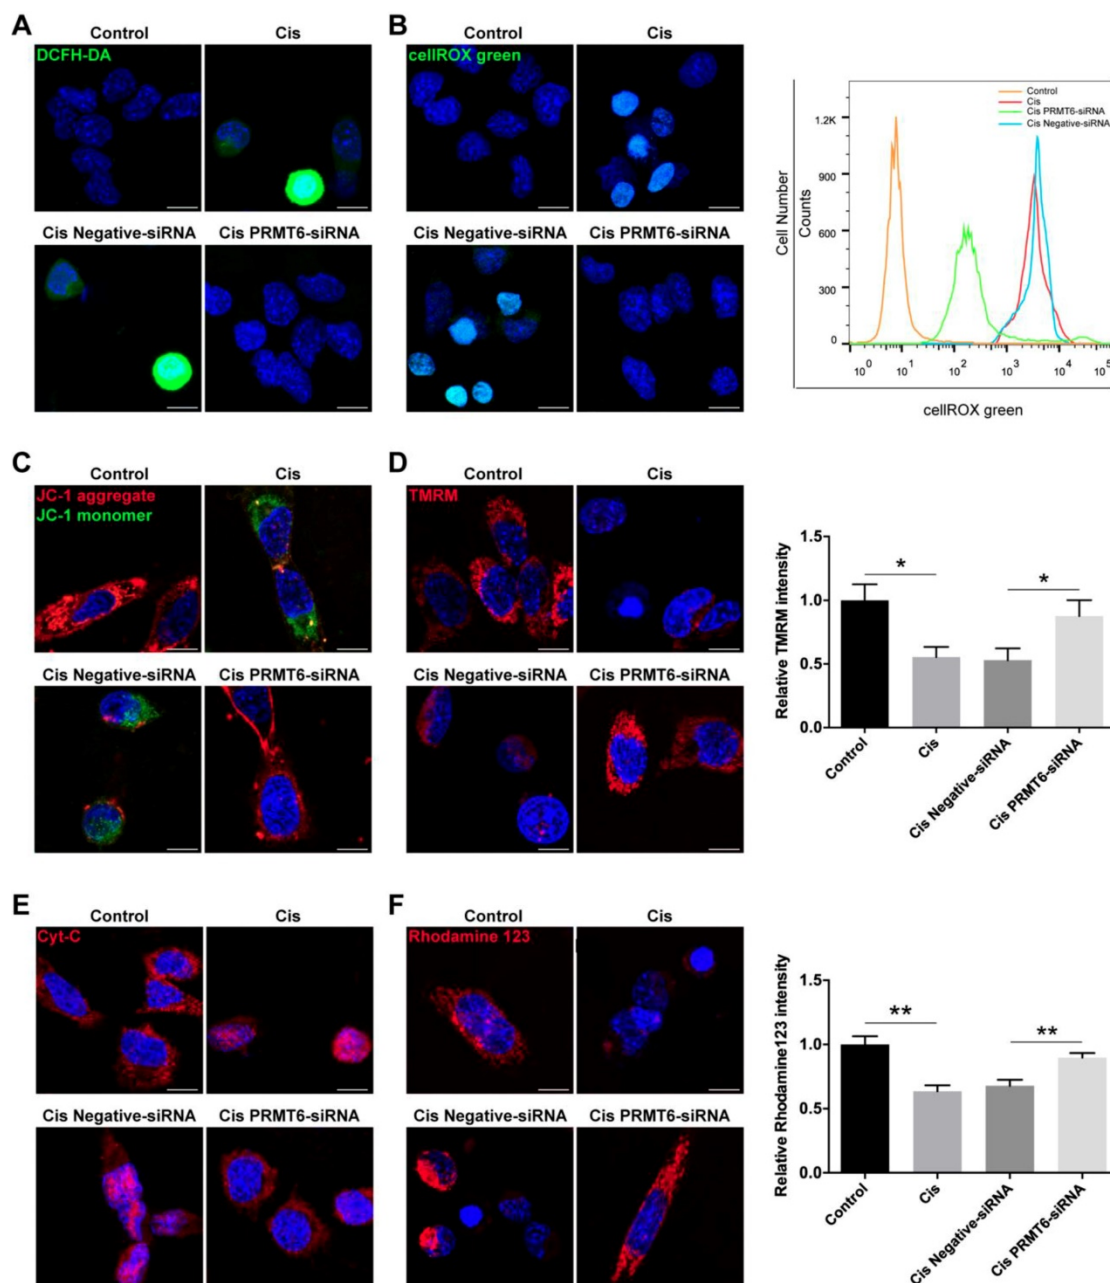 A
Control
Cis
DCFH-DA
Cis Negative-siRNA
Cis PRMT6-siRNA
B
Control
Cis
cellROX green
Cis Negative-siRNA
Cis PRMT6-siRNA
Control
Cis
Cis PRMT6-siRNA
Cis Negative-siRNA
Cell Number
Counts
1.2K
900
600
300
0
10^0
10^1
10^2
10^3
10^4
10^5
cellROX green
C
Control
Cis
JC-1 aggregate
JC-1 monomer
Cis Negative-siRNA
Cis PRMT6-siRNA
D
Control
Cis
TMRM
Cis Negative-siRNA
Cis PRMT6-siRNA
Relative TMRM intensity
1.5
1.0
0.5
0.0
*
*
Control
Cis
Cis Negative-siRNA
Cis PRMT6-siRNA
E
Control
Cis
Cyt-C
Cis Negative-siRNA
Cis PRMT6-siRNA
F
Control
Cis
Rhodamine 123
Cis Negative-siRNA
Cis PRMT6-siRNA
Relative Rhodamine123 intensity
1.5
1.0
0.5
0.0
**
**
Control
Cis
Cis Negative-siRNA
Cis PRMT6-siRNA